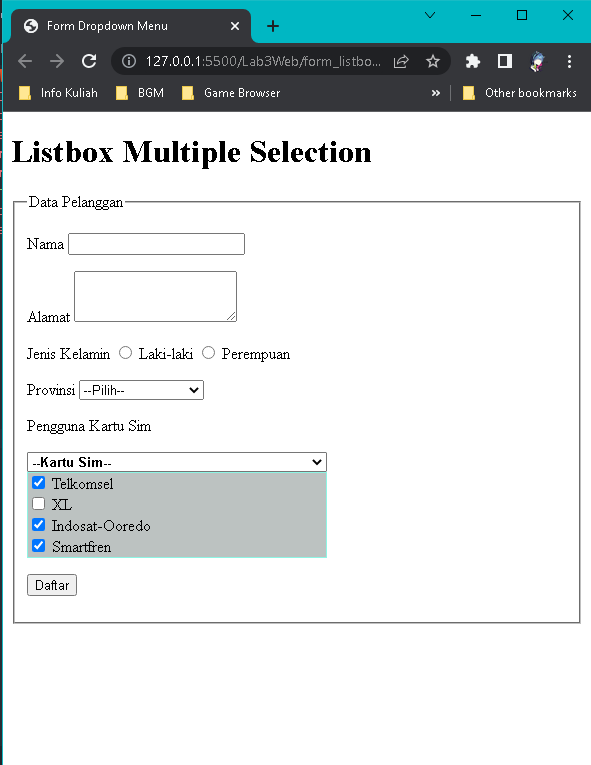 Form Dropdown Menu
127.0.0.1:5500/Lab3Web/form_listbo...
Info Kuliah BGM Game Browser » Other bookmarks
Listbox Multiple Selection
Data Pelanggan
Nama
Alamat
Jenis Kelamin Laki-laki Perempuan
Provinsi --Pilih--
Pengguna Kartu Sim
--Kartu Sim--
Telkomsel
XL
Indosat-Ooredo
Smartfren
Daftar